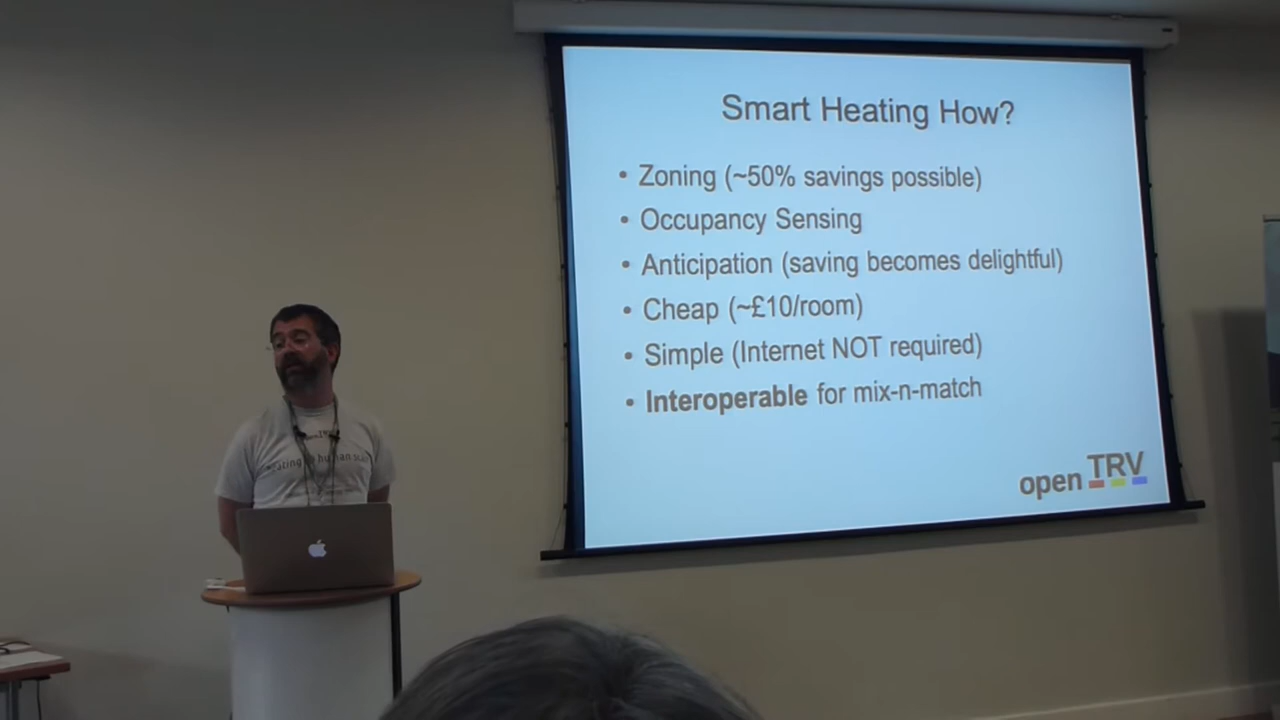 Smart Heating How?
• Zoning (~50% savings possible)
• Occupancy Sensing
• Anticipation (saving becomes delightful)
• Cheap (~£10/room)
• Simple (Internet NOT required)
• Interoperable for mix-n-match
open TRV